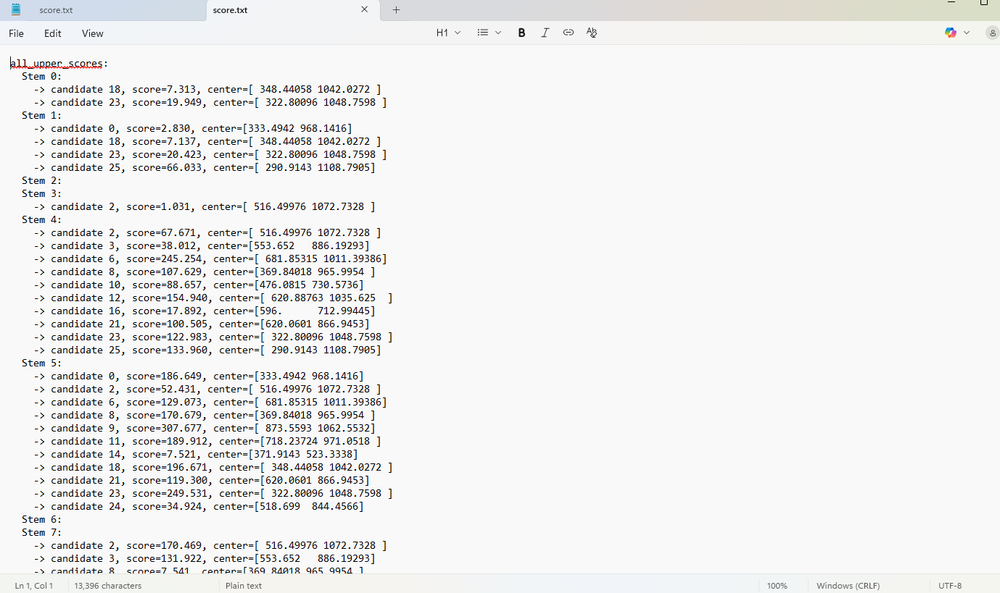 score.txt
score.txt
File Edit View H1 B I
all_upper_scores:
  Stem 0:
    -> candidate 18, score=7.313, center=[ 348.44058 1042.0272 ]
    -> candidate 23, score=19.949, center=[ 322.80096 1048.7598 ]
  Stem 1:
    -> candidate 0, score=2.830, center=[333.4942 968.1416]
    -> candidate 18, score=7.137, center=[ 348.44058 1042.0272 ]
    -> candidate 23, score=20.423, center=[ 322.80096 1048.7598 ]
    -> candidate 25, score=66.033, center=[ 290.9143 1108.7905]
  Stem 2:
  Stem 3:
    -> candidate 2, score=1.031, center=[ 516.49976 1072.7328 ]
  Stem 4:
    -> candidate 2, score=67.671, center=[ 516.49976 1072.7328 ]
    -> candidate 3, score=38.012, center=[553.652   886.19293]
    -> candidate 6, score=245.254, center=[ 681.85315 1011.39386]
    -> candidate 8, score=107.629, center=[369.84018 965.9954 ]
    -> candidate 10, score=88.657, center=[476.0815 730.5736]
    -> candidate 12, score=154.940, center=[ 620.88763 1035.625  ]
    -> candidate 16, score=17.892, center=[596.      712.99445]
    -> candidate 21, score=100.505, center=[620.0601 866.9453]
    -> candidate 23, score=122.983, center=[ 322.80096 1048.7598 ]
    -> candidate 25, score=133.960, center=[ 290.9143 1108.7905]
  Stem 5:
    -> candidate 0, score=186.649, center=[333.4942 968.1416]
    -> candidate 2, score=52.431, center=[ 516.49976 1072.7328 ]
    -> candidate 6, score=129.073, center=[ 681.85315 1011.39386]
    -> candidate 8, score=170.679, center=[369.84018 965.9954 ]
    -> candidate 9, score=307.677, center=[ 873.5593 1062.5532]
    -> candidate 11, score=189.912, center=[718.23724 971.0518 ]
    -> candidate 14, score=7.521, center=[371.9143 523.3338]
    -> candidate 18, score=196.671, center=[ 348.44058 1042.0272 ]
    -> candidate 21, score=119.300, center=[620.0601 866.9453]
    -> candidate 23, score=249.531, center=[ 322.80096 1048.7598 ]
    -> candidate 24, score=34.924, center=[518.699  844.4566]
  Stem 6:
  Stem 7:
    -> candidate 2, score=170.469, center=[ 516.49976 1072.7328 ]
    -> candidate 3, score=131.922, center=[553.652   886.19293]
    -> candidate 8, score=7.541, center=[369.84018 965.9954 ]
Ln 1, Col 1 13,396 characters Plain text 100% Windows (CRLF) UTF-8